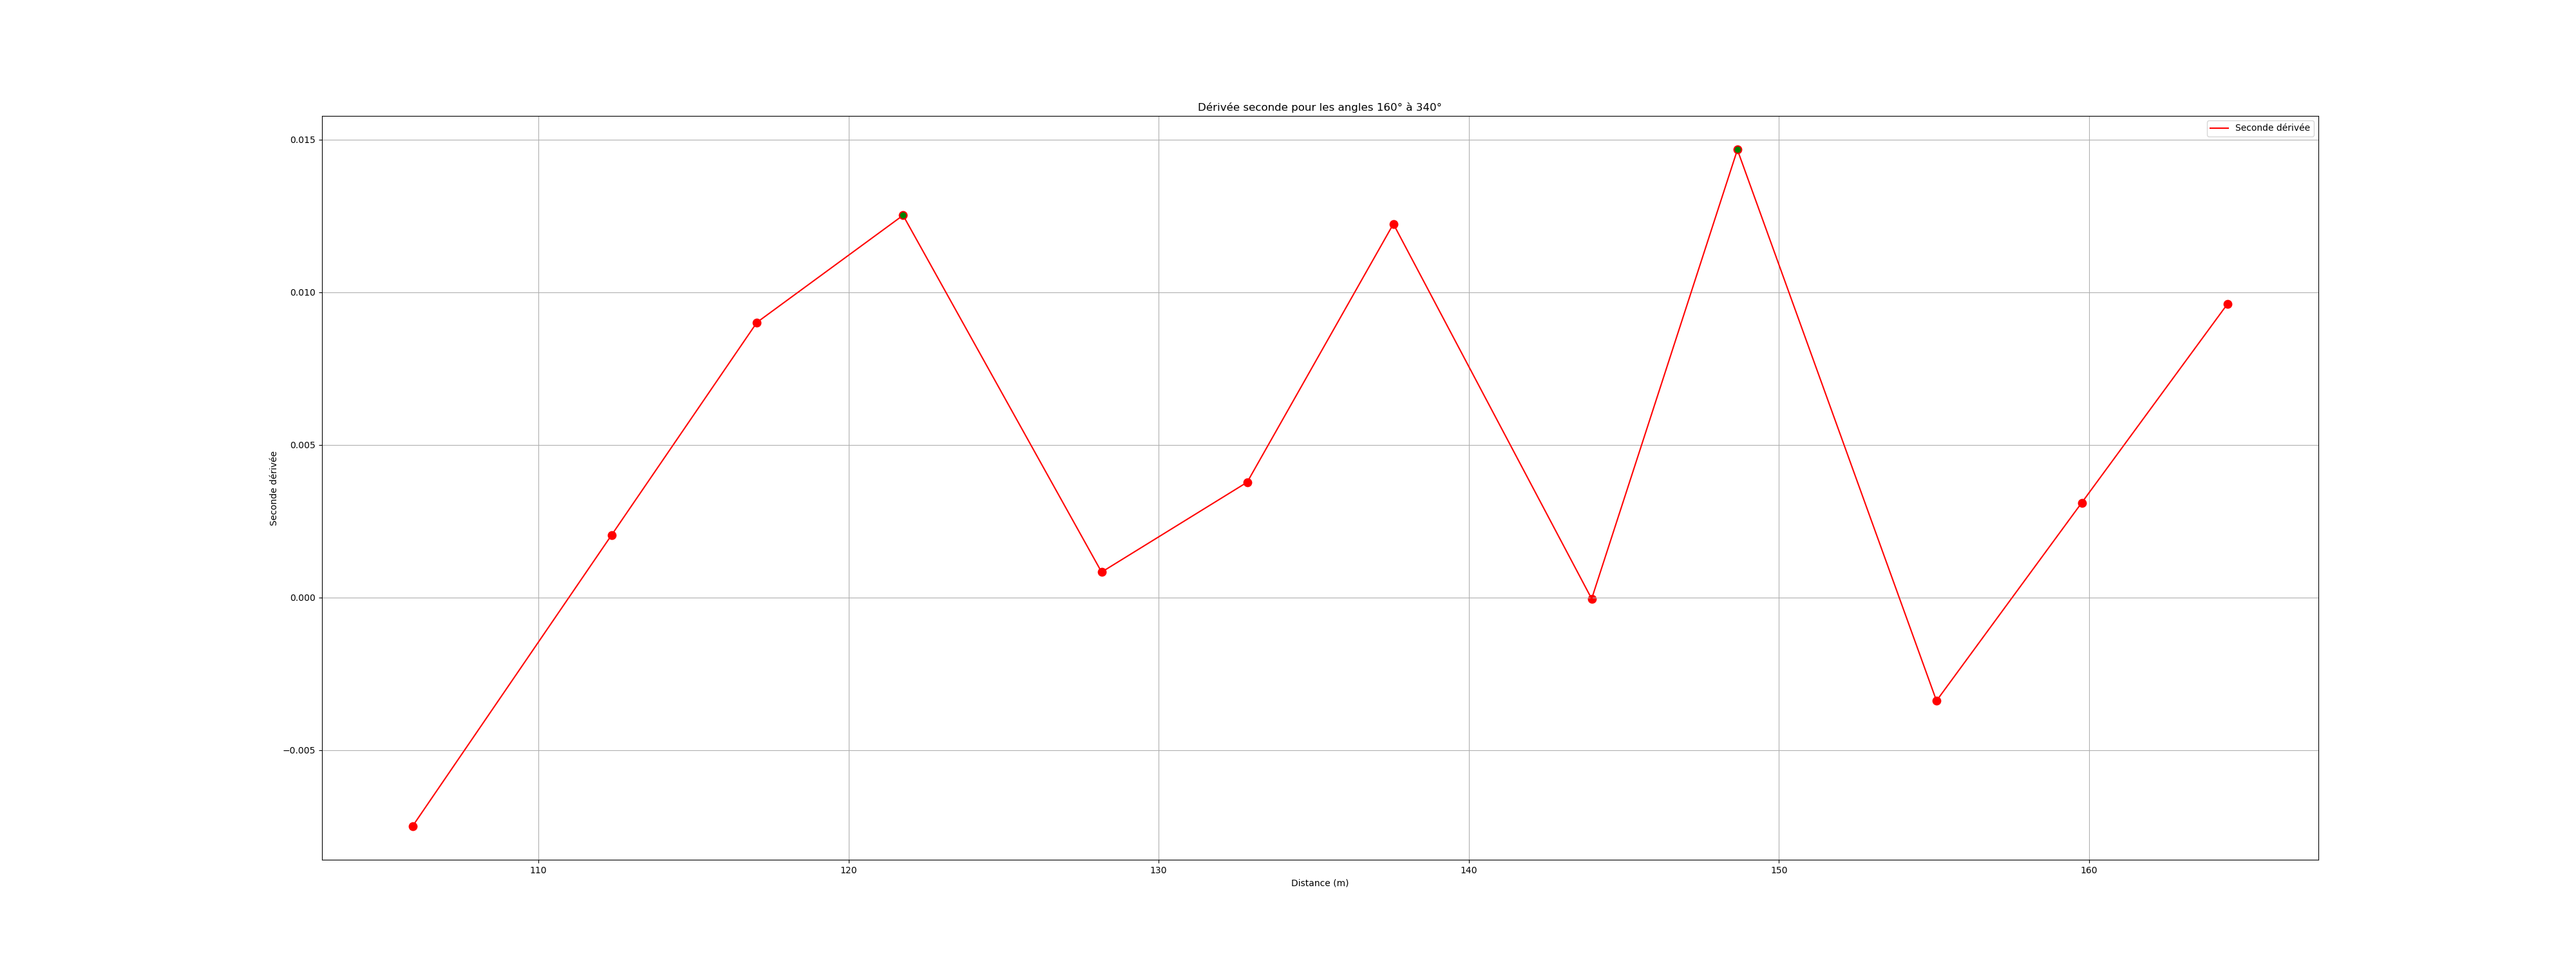 Dérivée seconde pour les angles 160° à 340°
Seconde dérivée
0.015
0.010
0.005
0.000
−0.005
Seconde dérivée
110 120 130 140 150 160
Distance (m)